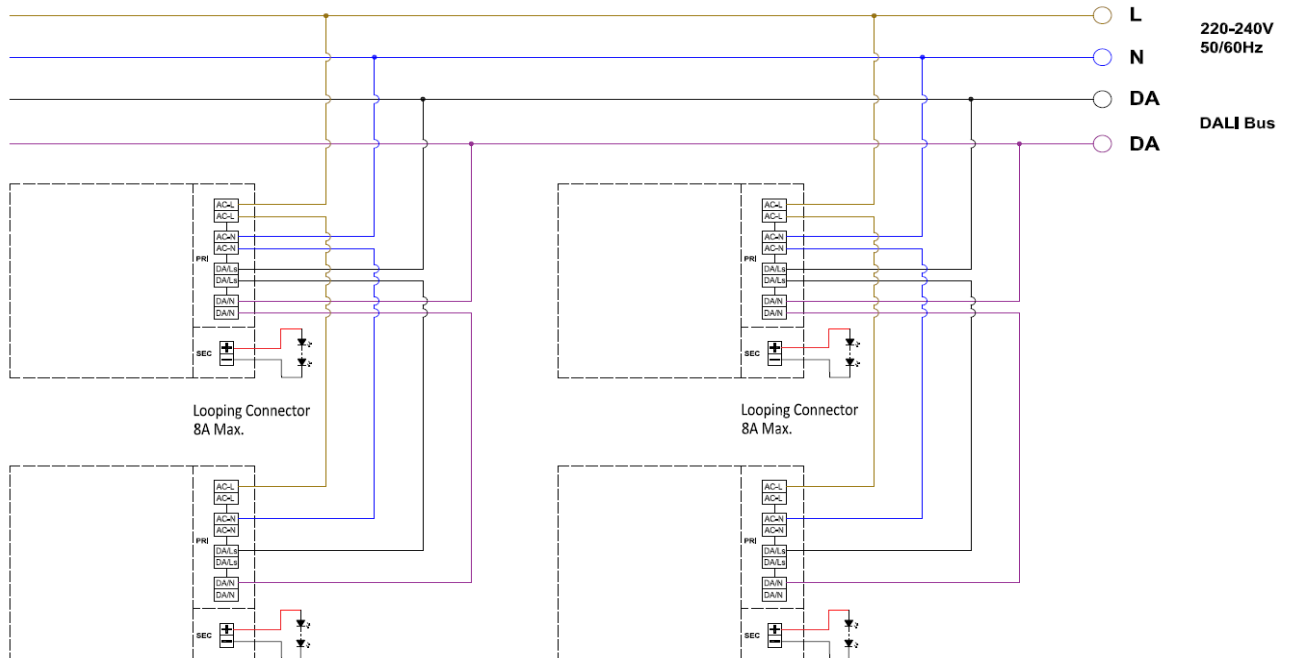 L
220-240V
50/60Hz
N
DA
DALI Bus
DA
AC-L
AC-L
AC-N
AC-N
PRI
DA/Ls
DA/Ls
DA/N
DA/N
SEC
+
−
Looping Connector
8A Max.
AC-L
AC-L
AC-N
AC-N
PRI
DA/Ls
DA/Ls
DA/N
DA/N
SEC
+
−
Looping Connector
8A Max.
AC-L
AC-L
AC-N
AC-N
PRI
DA/Ls
DA/Ls
DA/N
DA/N
SEC
+
−
AC-L
AC-L
AC-N
AC-N
PRI
DA/Ls
DA/Ls
DA/N
DA/N
SEC
+
−